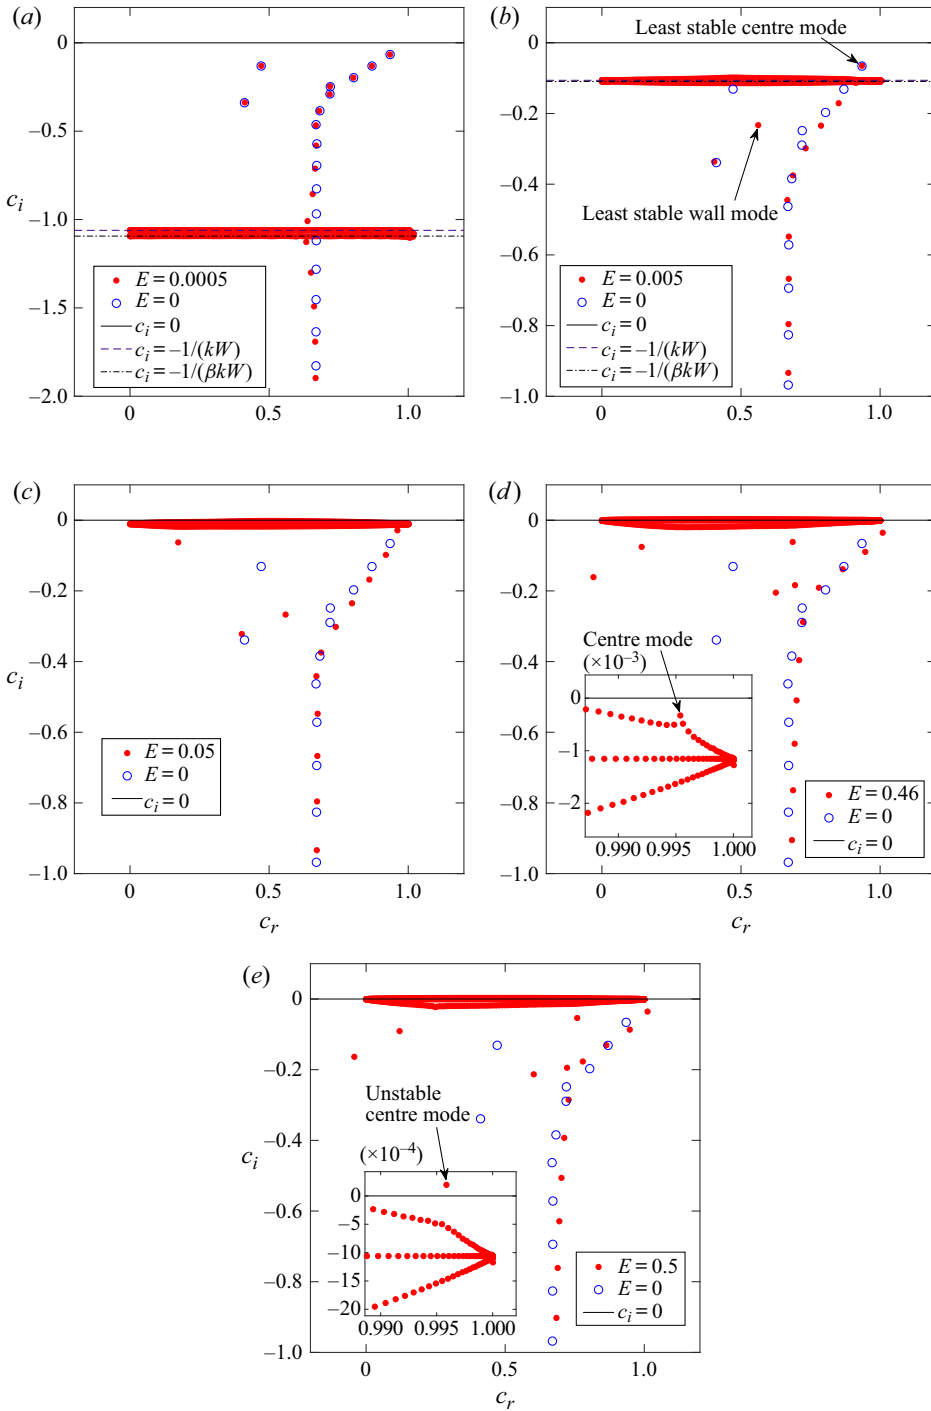 (a)
0
−0.5
c_i
−1.0
−1.5
−2.0
E = 0.0005
E = 0
c_i = 0
c_i = −1/(kW)
c_i = −1/(βkW)
0
0.5
1.0
(b)
Least stable centre mode
0
−0.2
−0.4
−0.6
−0.8
−1.0
Least stable wall mode
E = 0.005
E = 0
c_i = 0
c_i = −1/(kW)
c_i = −1/(βkW)
0
0.5
1.0
(c)
0
−0.2
−0.4
c_i
−0.6
−0.8
−1.0
E = 0.05
E = 0
c_i = 0
0
0.5
1.0
c_r
(d)
0
−0.2
−0.4
−0.6
−0.8
−1.0
Centre mode
(×10⁻³)
0
−1
−2
0.990
0.995
1.000
E = 0.46
E = 0
c_i = 0
0
0.5
1.0
c_r
(e)
0
−0.2
−0.4
c_i
−0.6
−0.8
−1.0
Unstable
centre mode
(×10⁻⁴)
0
−5
−10
−15
−20
0.990
0.995
1.000
E = 0.5
E = 0
c_i = 0
0
0.5
1.0
c_r